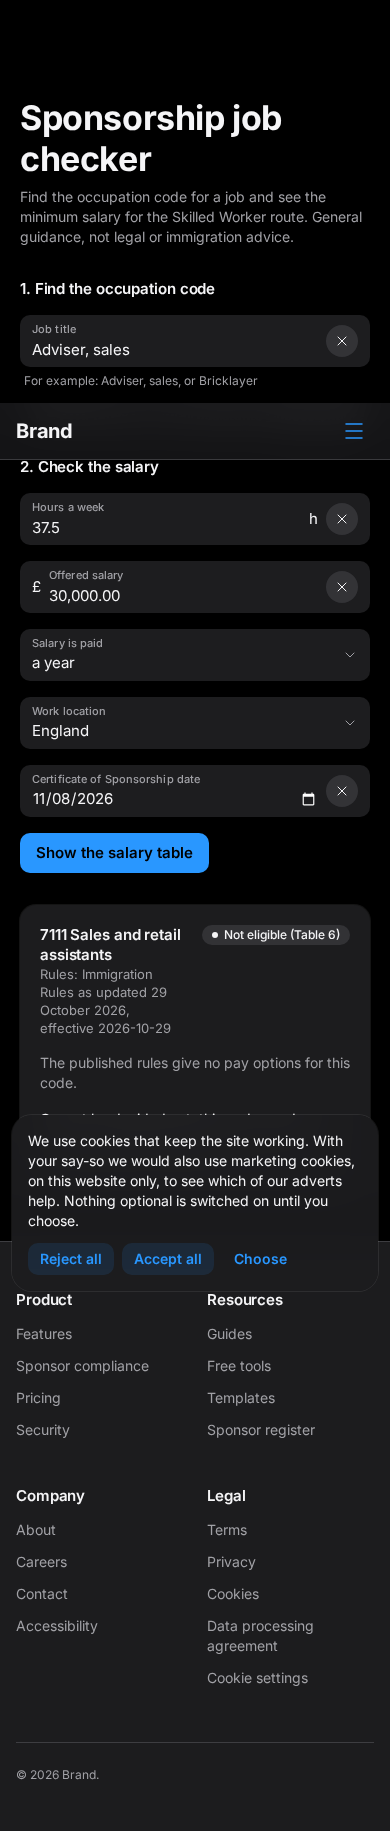 Sponsorship job
checker
Find the occupation code for a job and see the
minimum salary for the Skilled Worker route. General
guidance, not legal or immigration advice.
1. Find the occupation code
Job title
Adviser, sales
For example: Adviser, sales, or Bricklayer
Brand
2. Check the salary
Hours a week
37.5
h
Offered salary
£
30,000.00
Salary is paid
a year
Work location
England
Certificate of Sponsorship date
11/08/2026
Show the salary table
7111 Sales and retail
assistants
Not eligible (Table 6)
Rules: Immigration
Rules as updated 29
October 2026,
effective 2026-10-29
The published rules give no pay options for this
code.
We use cookies that keep the site working. With
your say-so we would also use marketing cookies,
on this website only, to see which of our adverts
help. Nothing optional is switched on until you
choose.
Reject all
Accept all
Choose
Product
Features
Sponsor compliance
Pricing
Security
Resources
Guides
Free tools
Templates
Sponsor register
Company
About
Careers
Contact
Accessibility
Legal
Terms
Privacy
Cookies
Data processing
agreement
Cookie settings
© 2026 Brand.